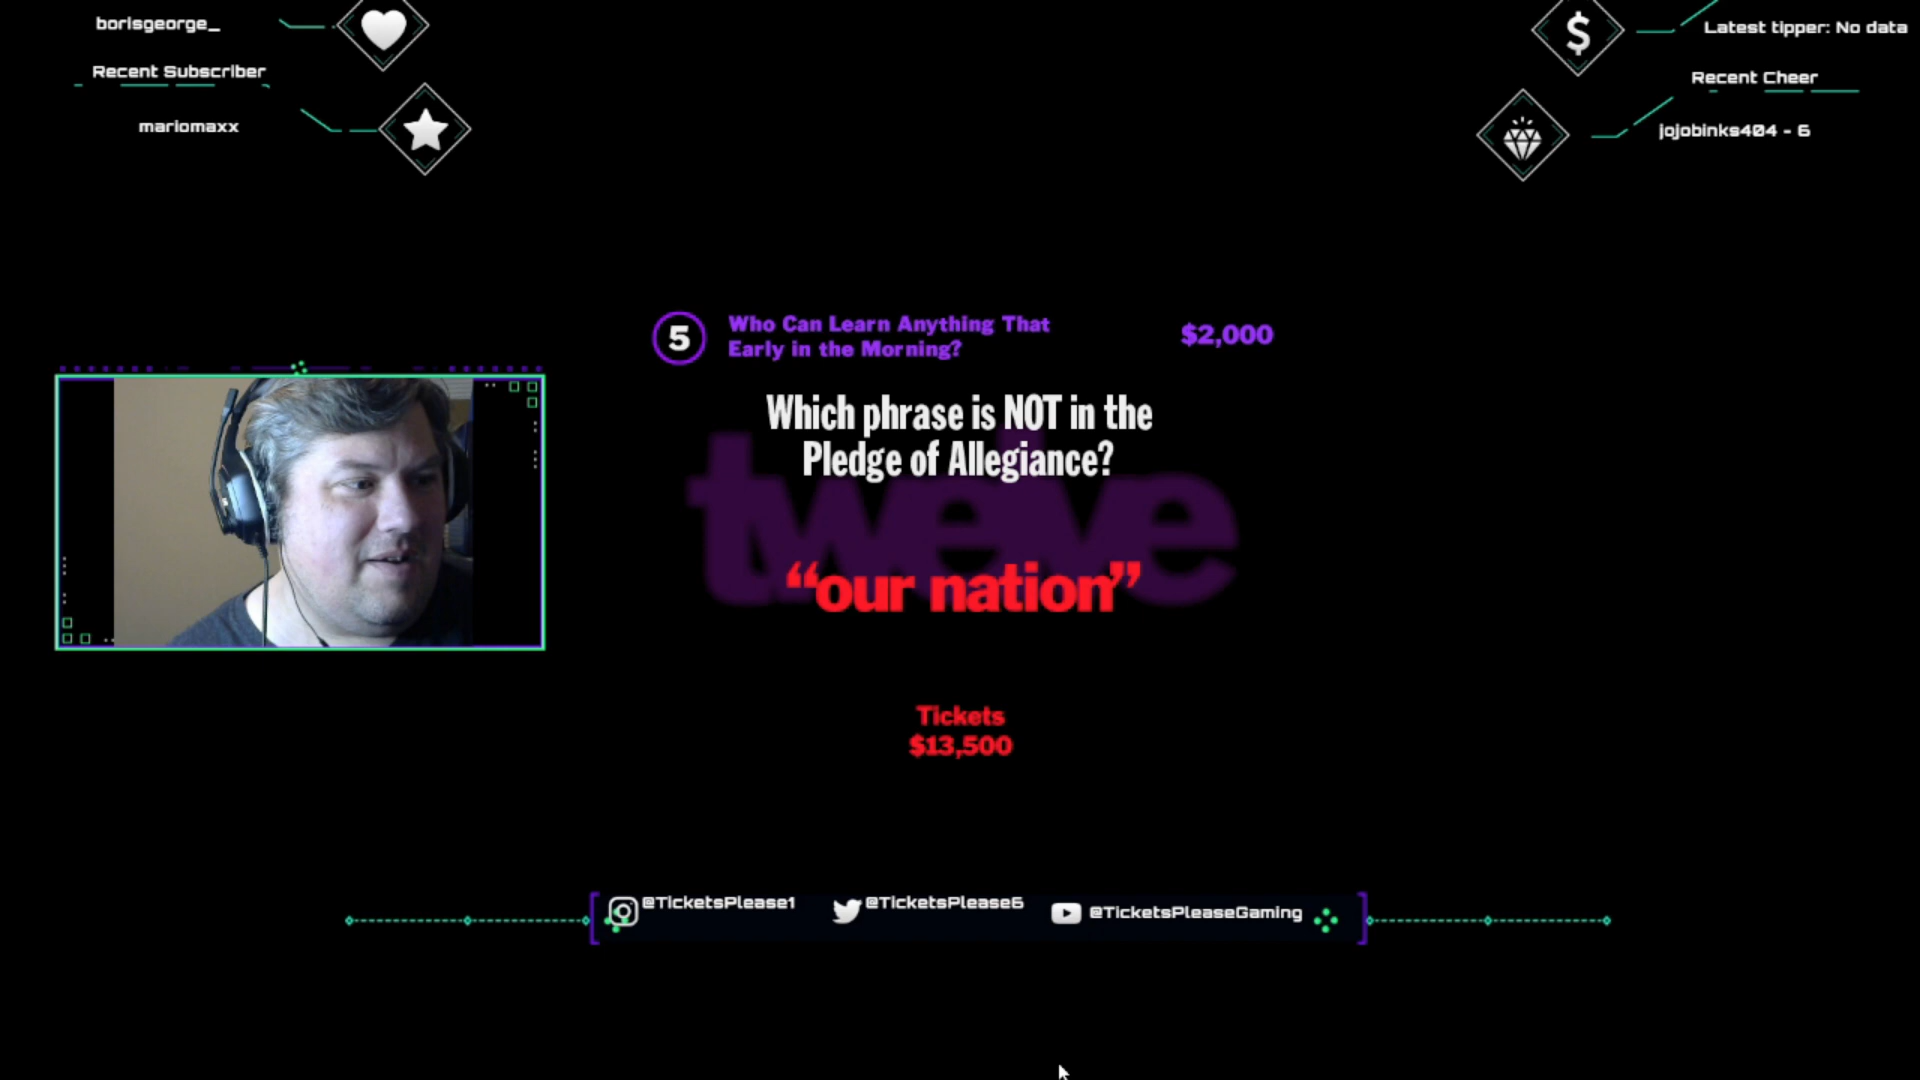 borisgeorge_
Recent Subscriber
mariomaxx
Latest tipper: No data
Recent Cheer
jojobinks404 - 6
5
Who Can Learn Anything That
Early in the Morning?
$2,000
Which phrase is NOT in the
Pledge of Allegiance?
twelve
“our nation”
Tickets
$13,500
@TicketsPlease1
@TicketsPlease6
@TicketsPleaseGaming